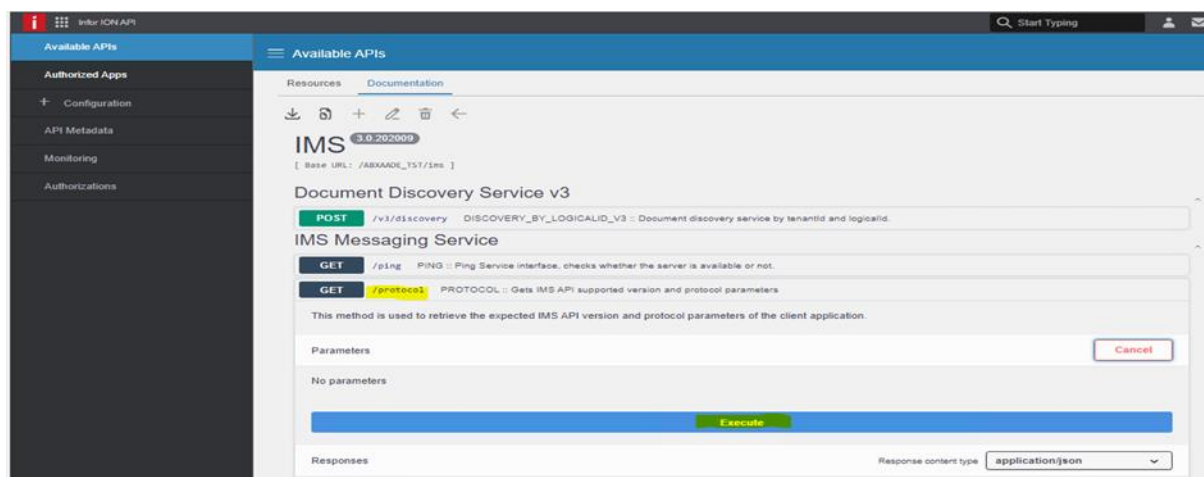 Infor ION API
Start Typing
Available APIs
Authorized Apps
+ Configuration
API Metadata
Monitoring
Authorizations
Available APIs
Resources Documentation
IMS 3.0.202009
[ Base URL: /ABXAADE_TST/ims ]
Document Discovery Service v3
POST /v3/discovery DISCOVERY_BY_LOGICALID_V3 :: Document discovery service by tenantId and logicalId.
IMS Messaging Service
GET /ping PING :: Ping Service interface, checks whether the server is available or not.
GET /protocol PROTOCOL :: Gets IMS API supported version and protocol parameters
This method is used to retrieve the expected IMS API version and protocol parameters of the client application.
Parameters Cancel
No parameters
Execute
Responses Response content type application/json